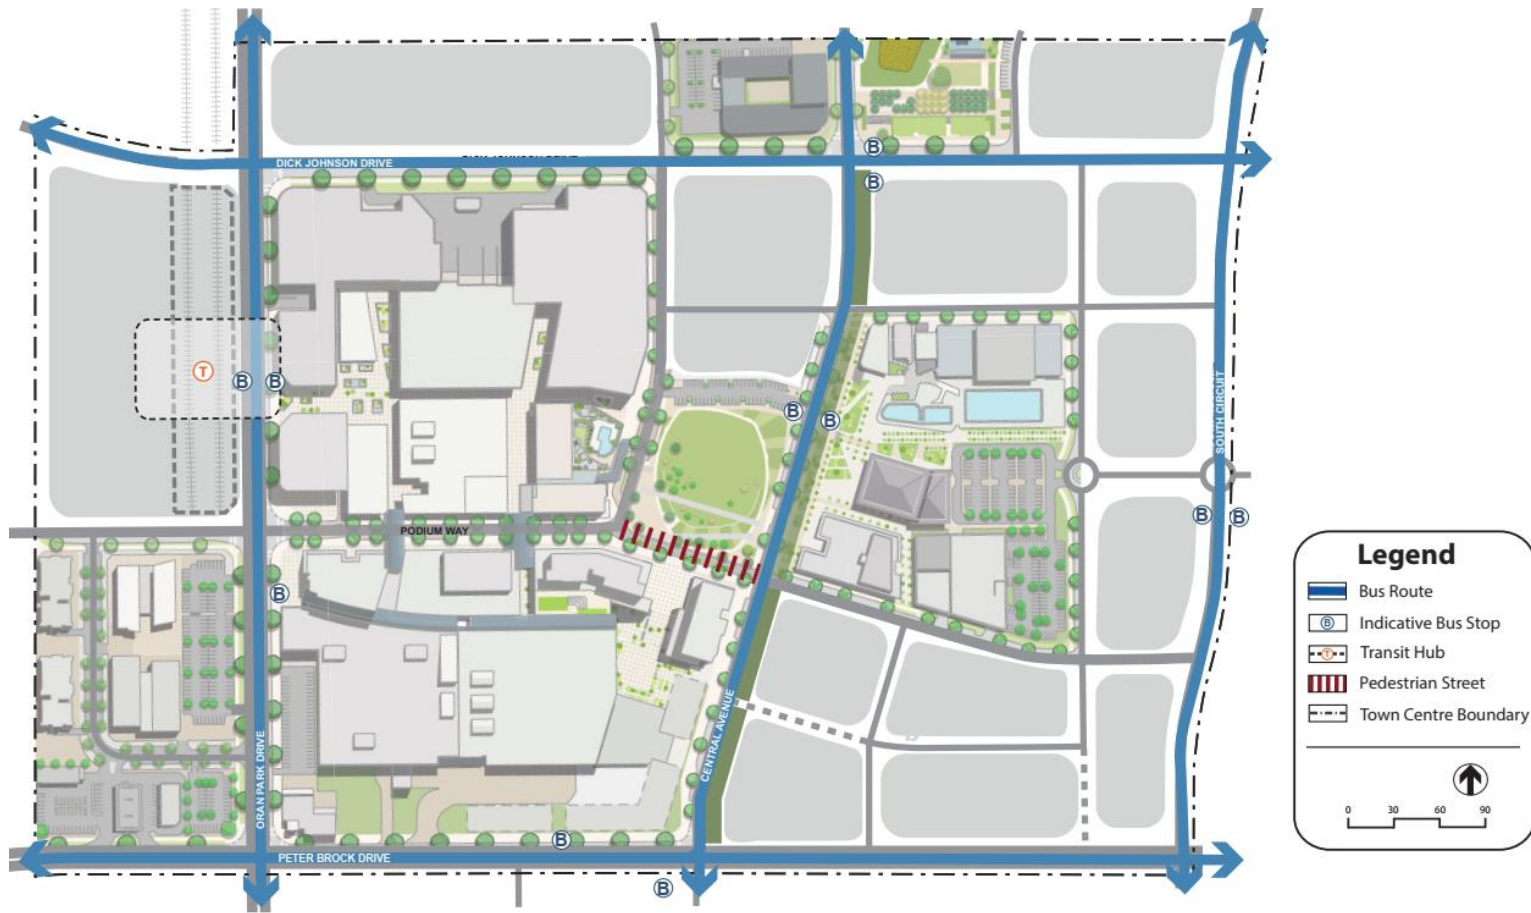 DICK JOHNSON DRIVE
B
B
T
B
B
B
B
SOUTH CIRCUIT
B
B
PODIUM WAY
B
CENTRAL AVENUE
ORAN PARK DRIVE
B
PETER BROCK DRIVE
B
Legend
Bus Route
B Indicative Bus Stop
T Transit Hub
Pedestrian Street
Town Centre Boundary
0 30 60 90